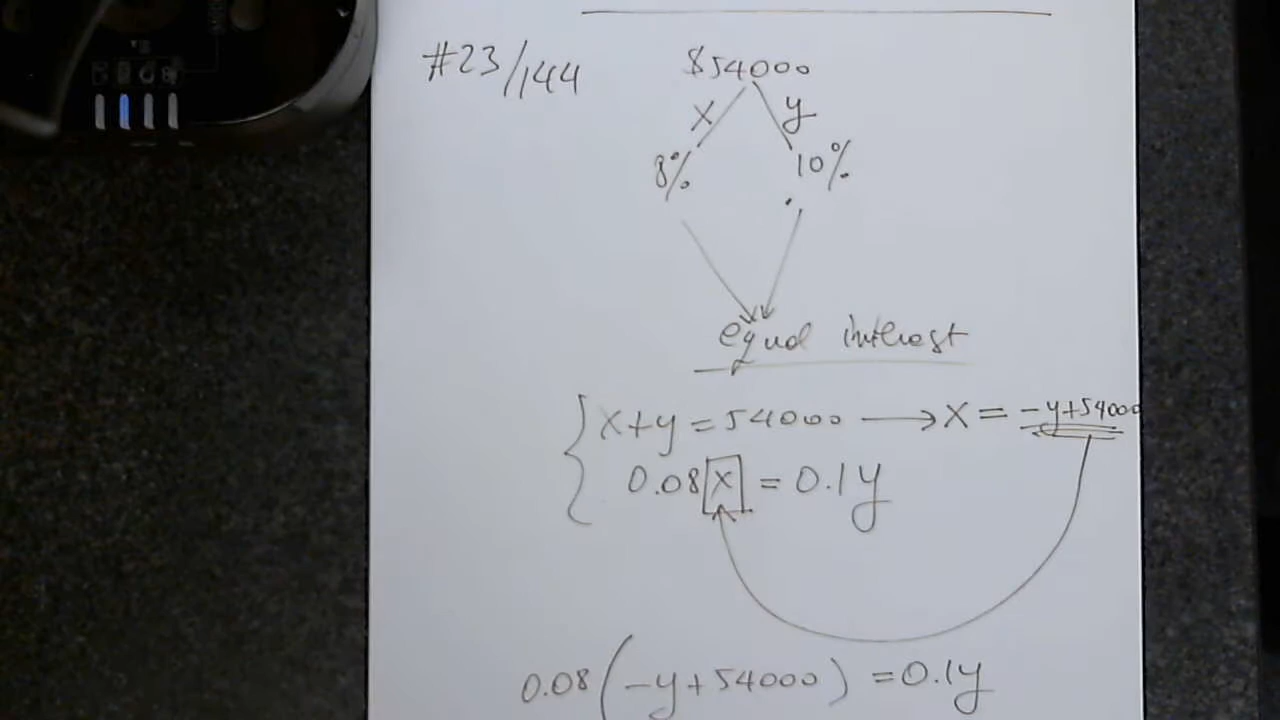 #23/144
$54000
x y
8% 10%
equal interest
x+y=54000 → x = -y+54000
0.08x = 0.1y
0.08(-y+54000) = 0.1y